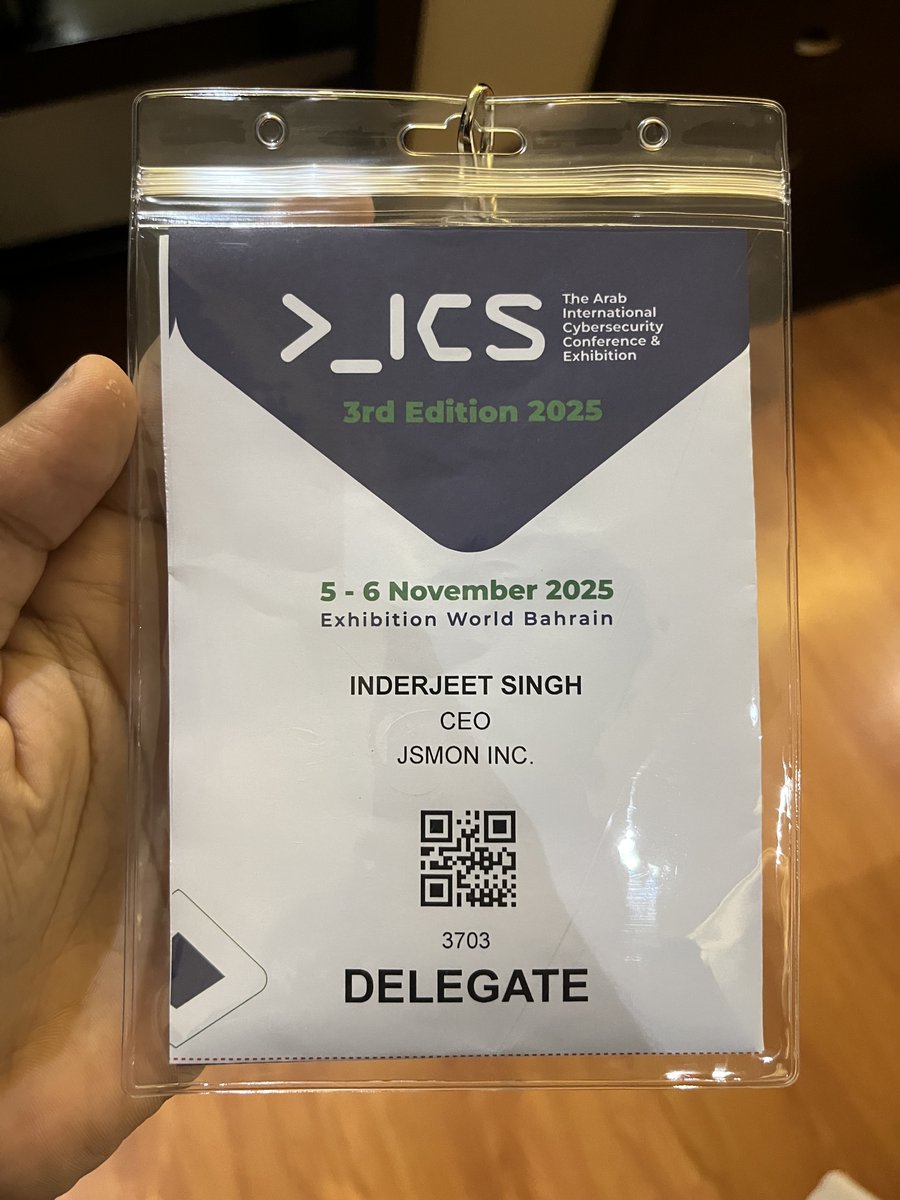 >_ICS
The Arab
International
Cybersecurity
Conference &
Exhibition
3rd Edition 2025
5 - 6 November 2025
Exhibition World Bahrain
INDERJEET SINGH
CEO
JSMON INC.
3703
DELEGATE